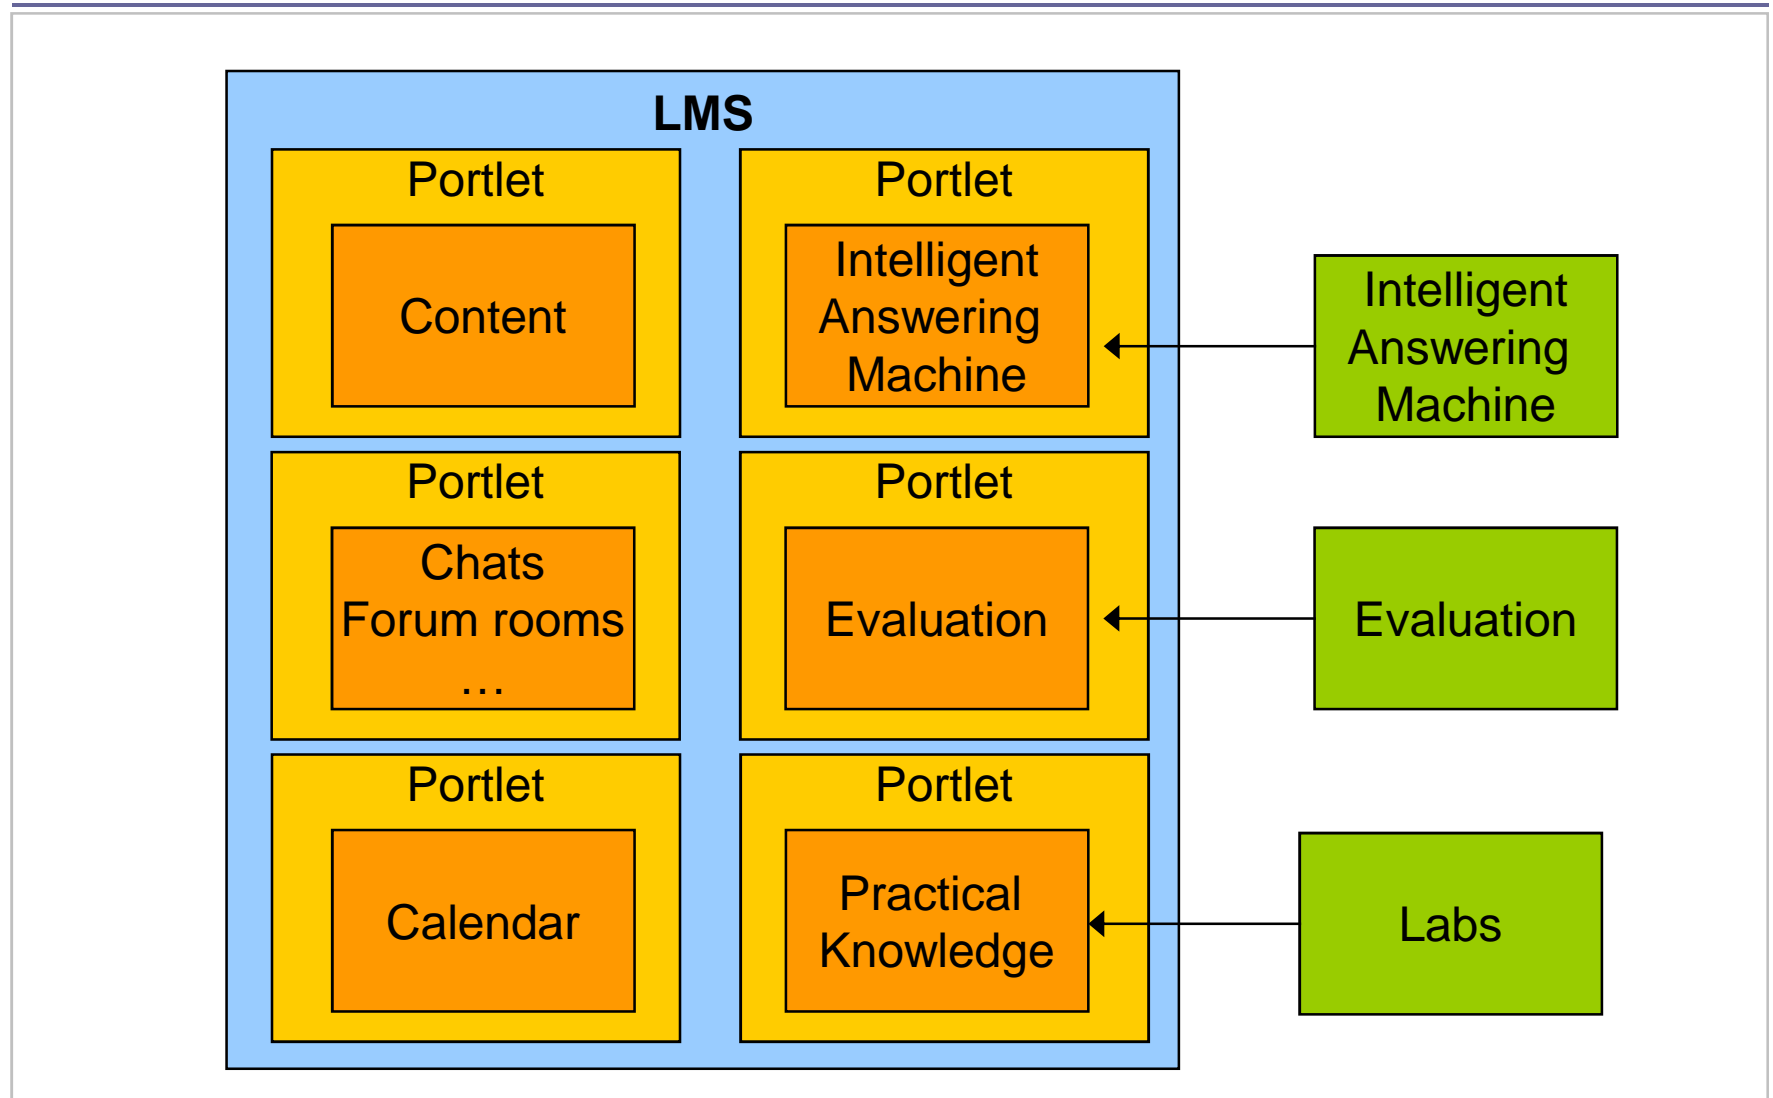 LMS
Portlet
Content
Portlet
Intelligent
Answering
Machine
Intelligent
Answering
Machine
Portlet
Chats
Forum rooms
…
Portlet
Evaluation
Evaluation
Portlet
Calendar
Portlet
Practical
Knowledge
Labs